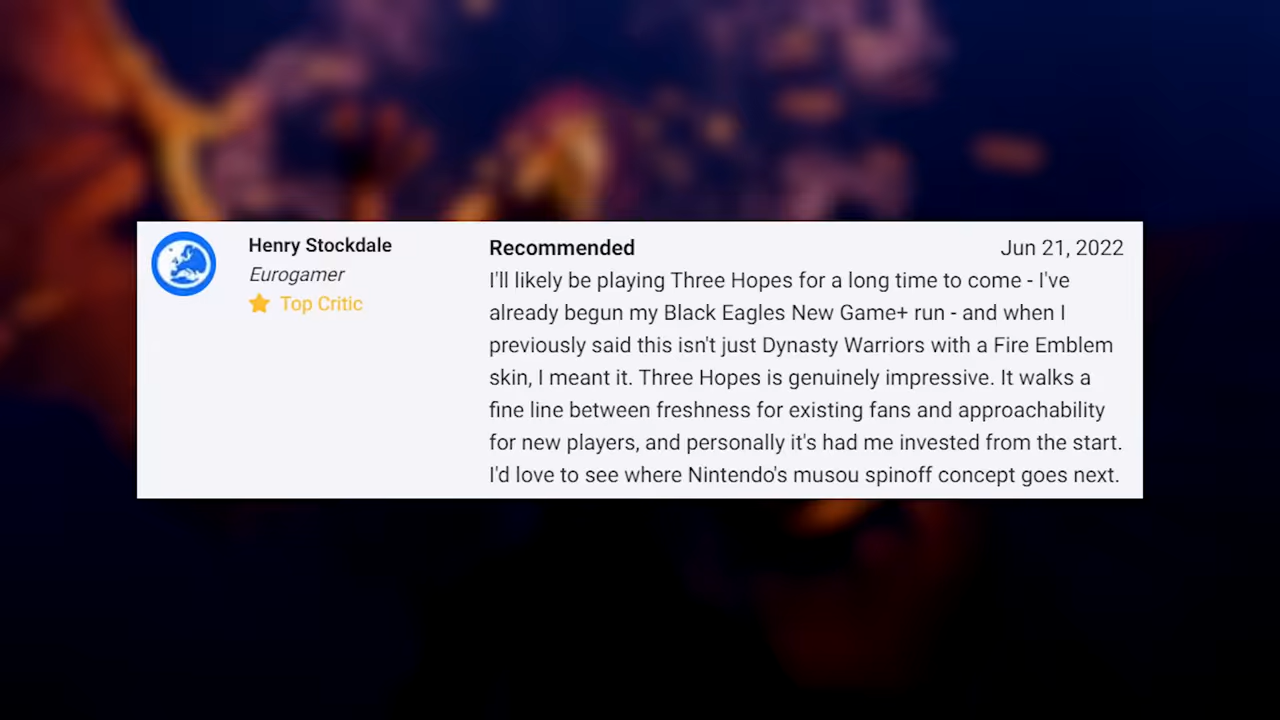 Henry Stockdale
Eurogamer
Top Critic
Recommended
Jun 21, 2022
I'll likely be playing Three Hopes for a long time to come - I've
already begun my Black Eagles New Game+ run - and when I
previously said this isn't just Dynasty Warriors with a Fire Emblem
skin, I meant it. Three Hopes is genuinely impressive. It walks a
fine line between freshness for existing fans and approachability
for new players, and personally it's had me invested from the start.
I'd love to see where Nintendo's musou spinoff concept goes next.